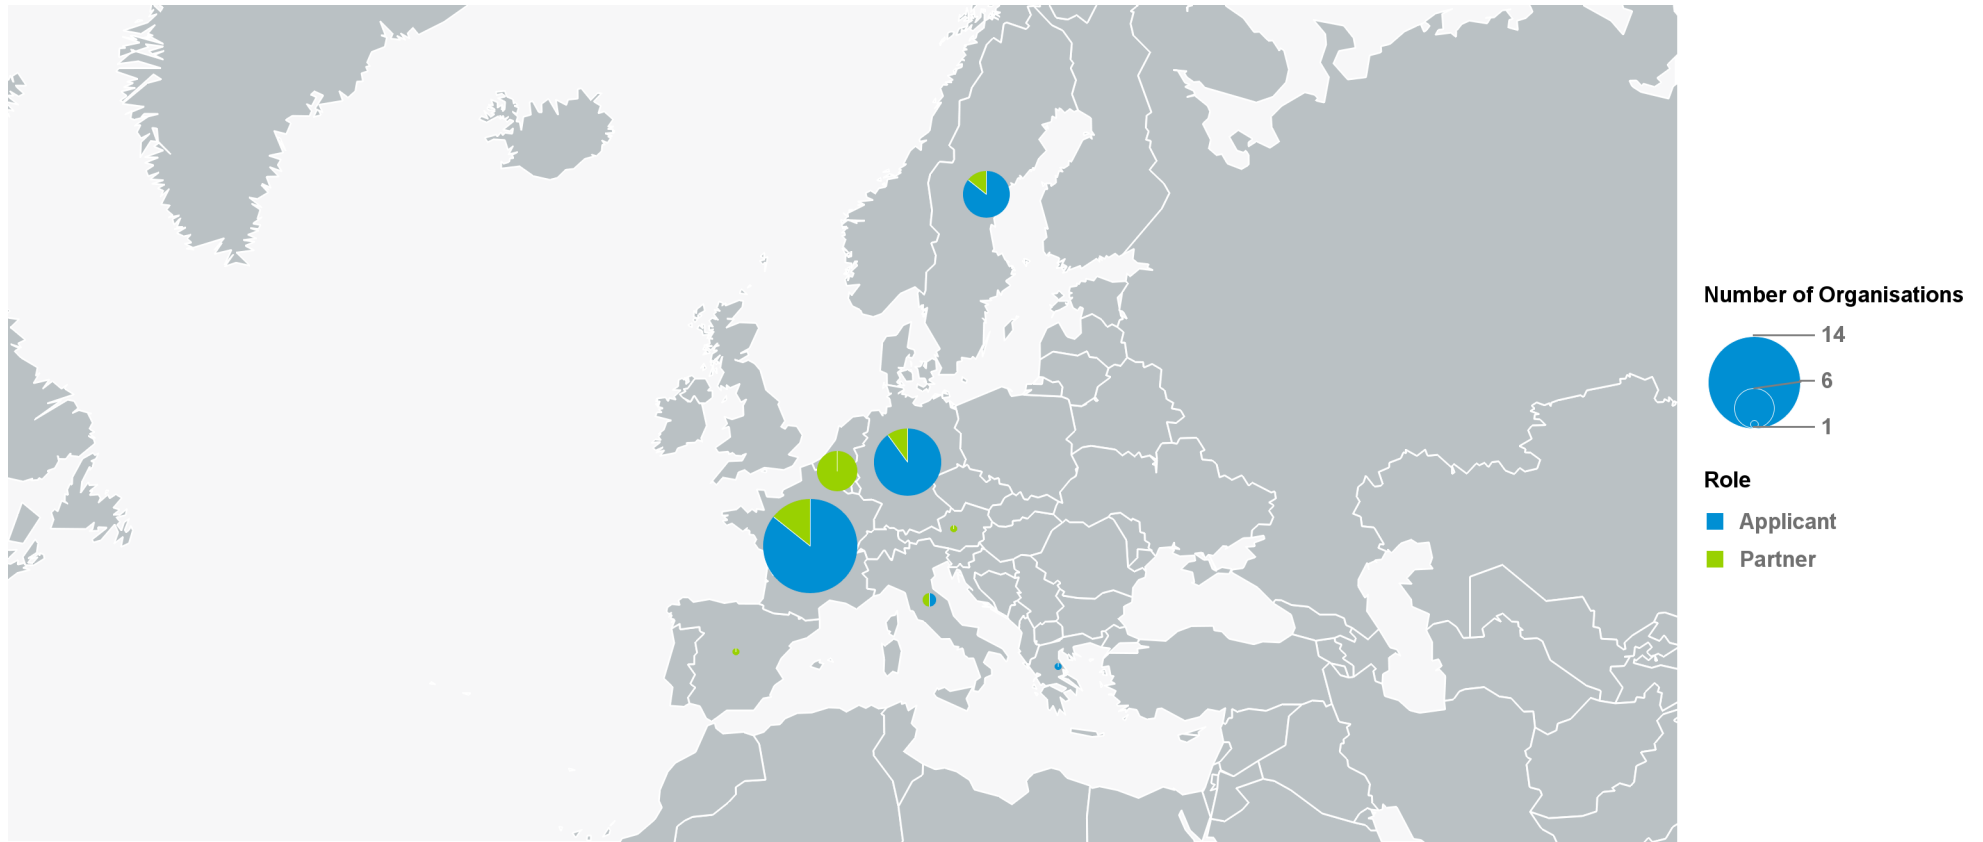 Number of Organisations
14
6
1
Role
Applicant
Partner